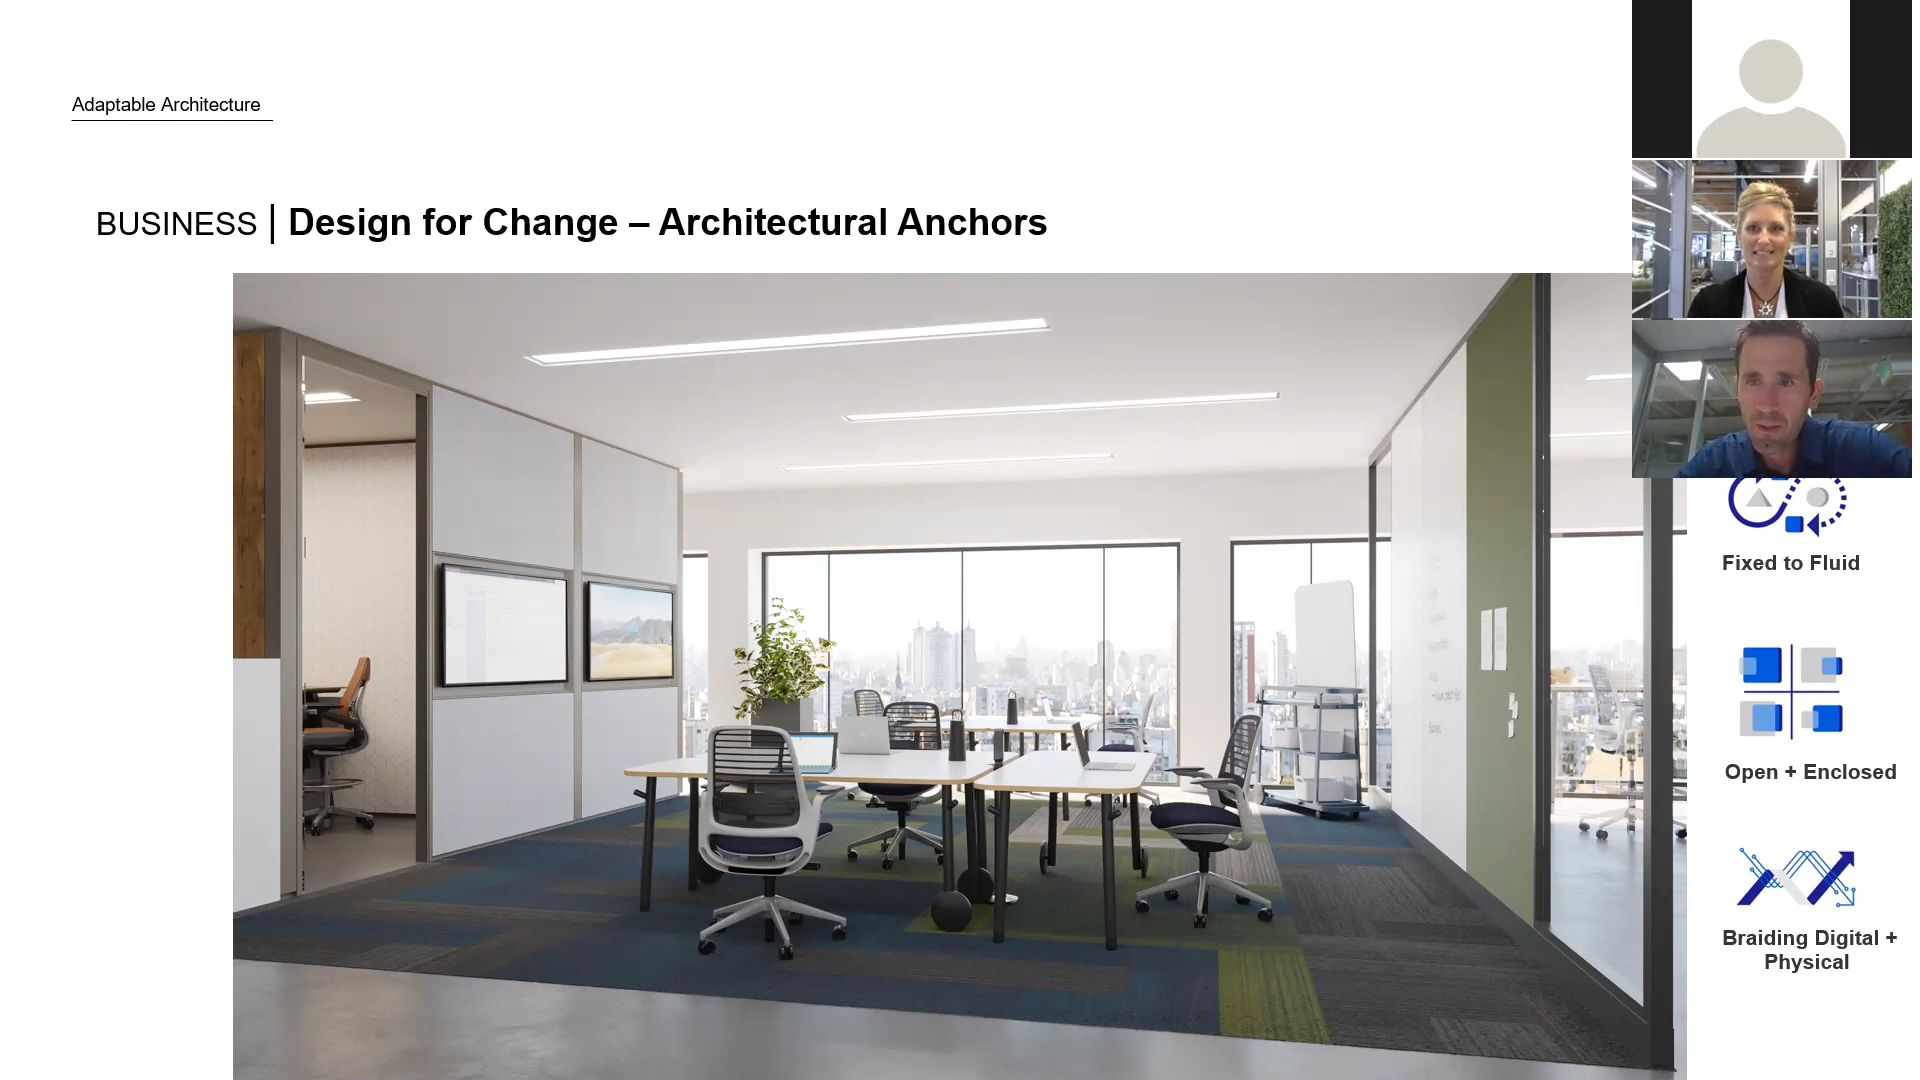 Adaptable Architecture
BUSINESS | Design for Change – Architectural Anchors
Fixed to Fluid
Open + Enclosed
Braiding Digital +
Physical